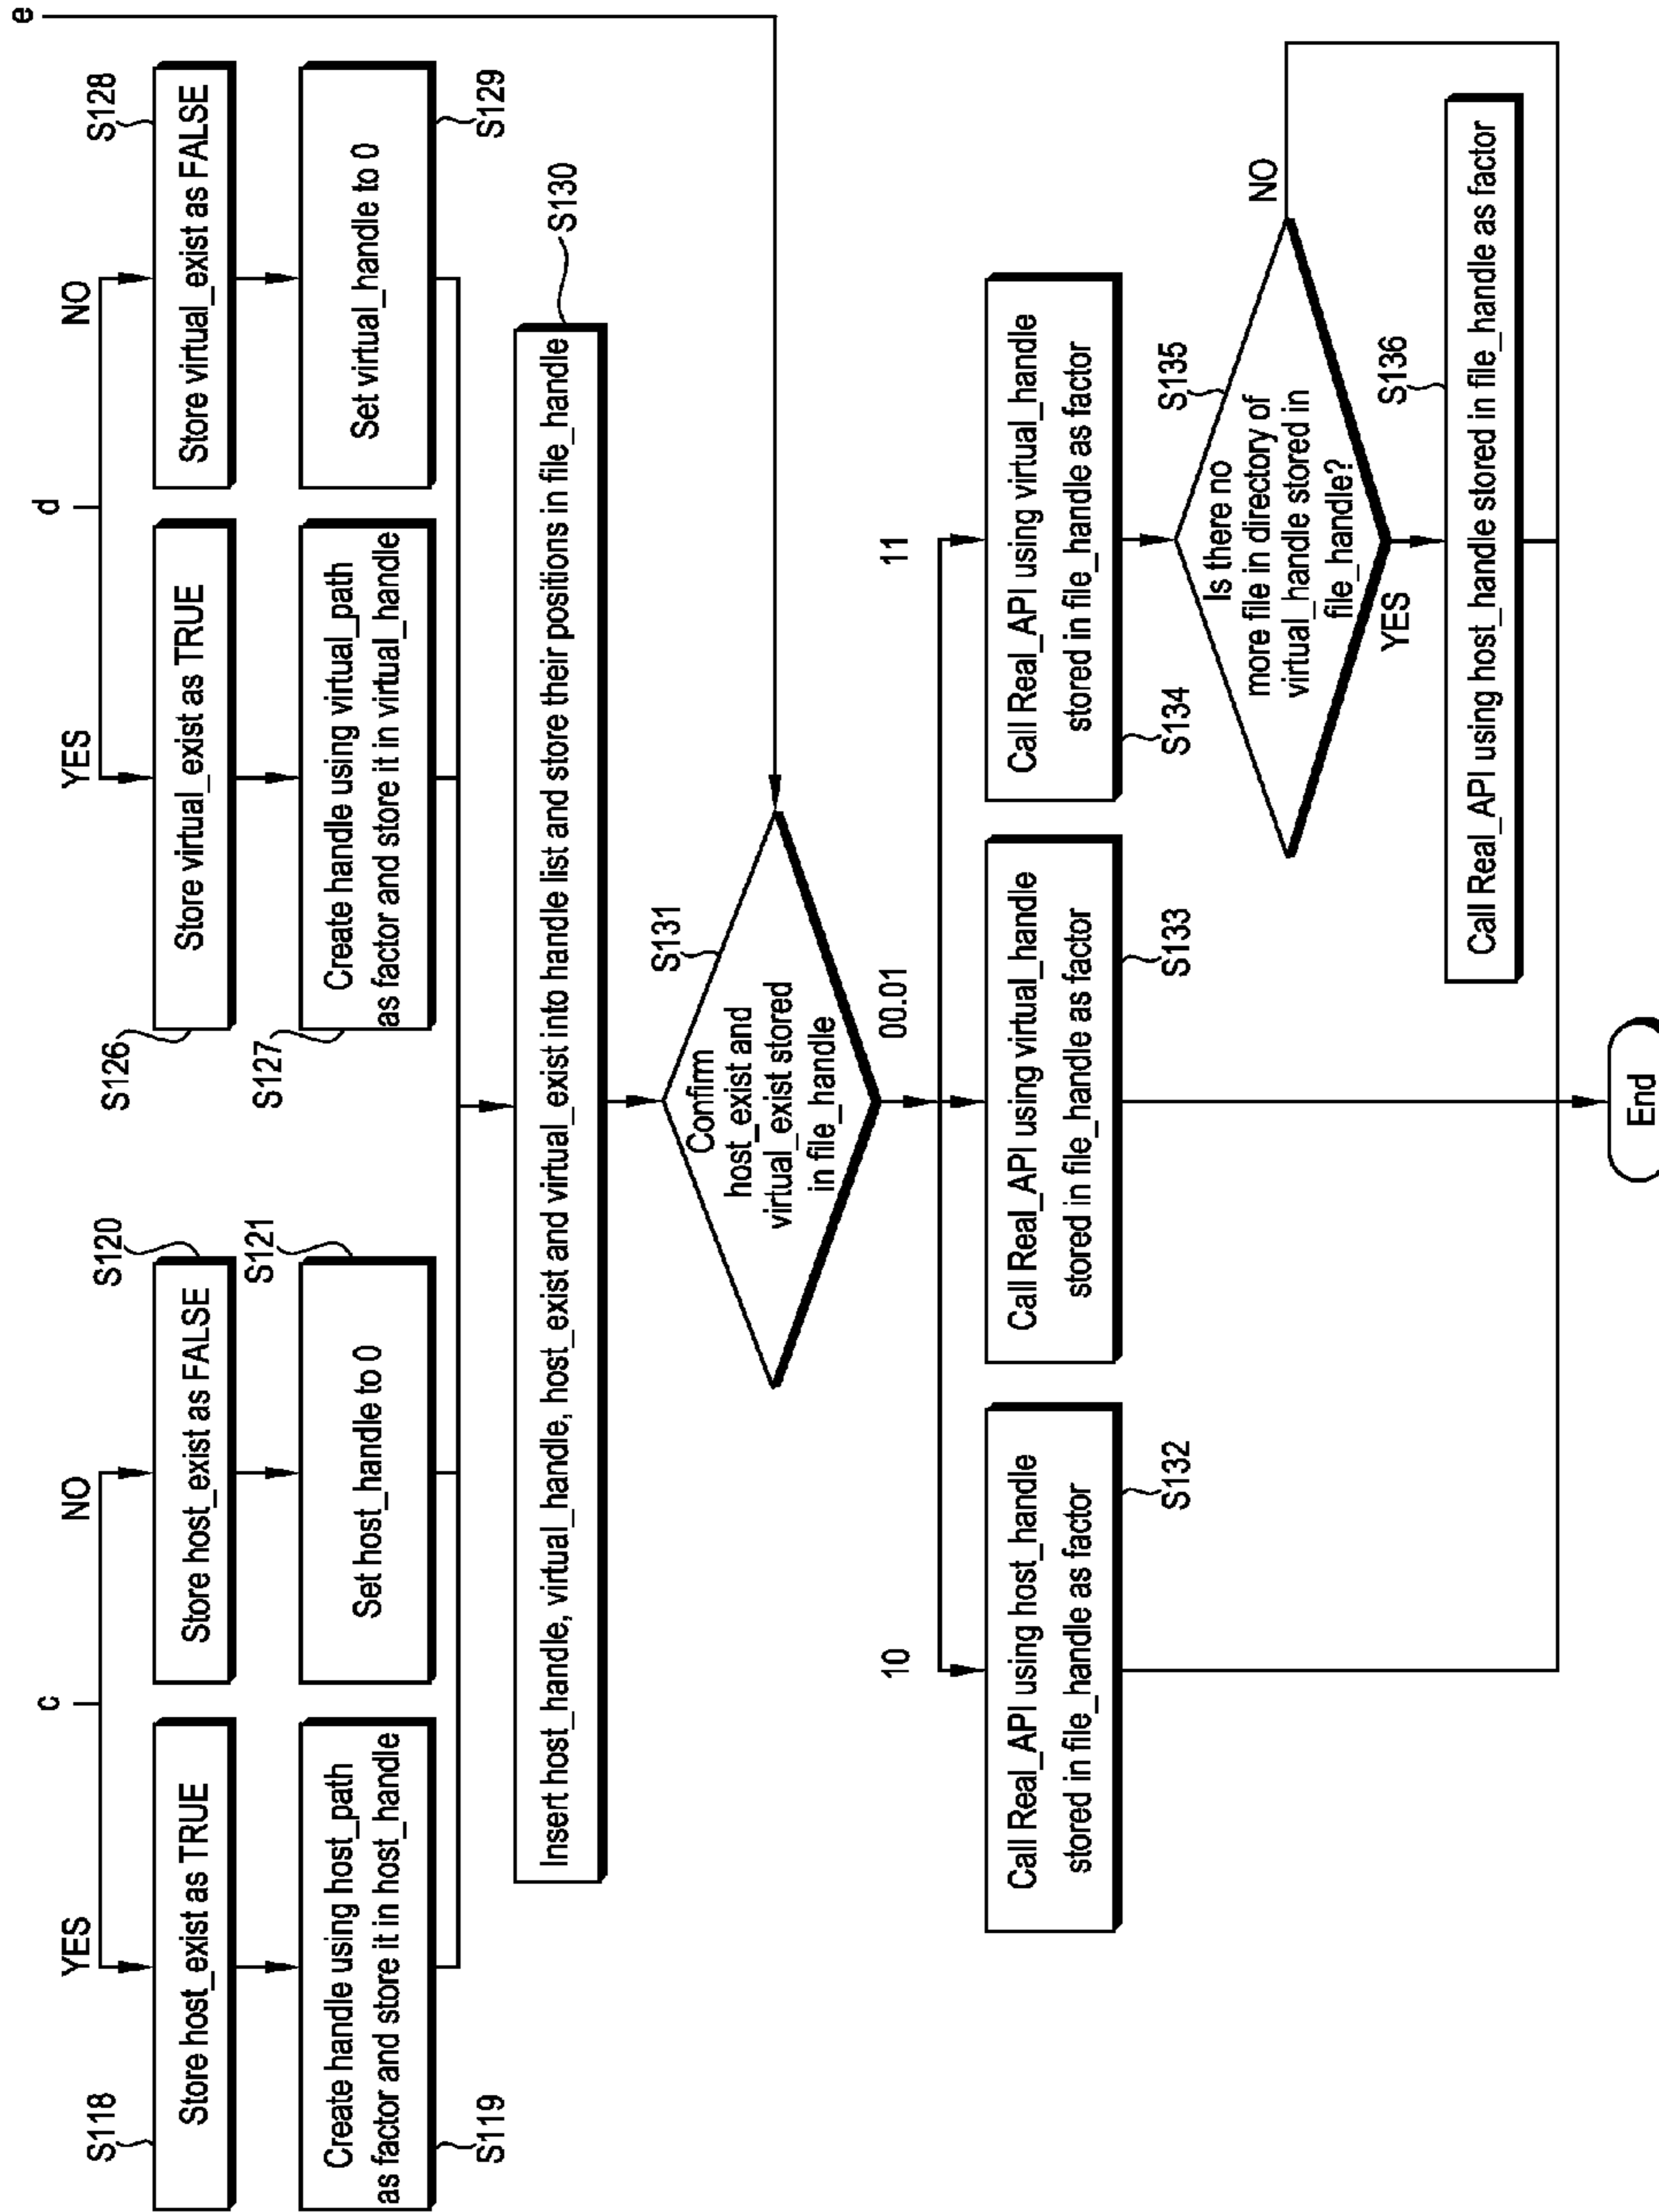 c
d
e
YES
NO
YES
NO
S118
Store host_exist as TRUE
S120
Store host_exist as FALSE
S126
Store virtual_exist as TRUE
S128
Store virtual_exist as FALSE
S119
Create handle using host_path
as factor and store it in host_handle
S121
Set host_handle to 0
S127
Create handle using virtual_path
as factor and store it in virtual_handle
S129
Set virtual_handle to 0
S130
Insert host_handle, virtual_handle, host_exist and virtual_exist into handle list and store their positions in file_handle
S131
Confirm
host_exist and
virtual_exist stored
in file_handle
10
00.01
11
Call Real_API using host_handle
stored in file_handle as factor
S132
Call Real_API using virtual_handle
stored in file_handle as factor
S133
Call Real_API using virtual_handle
stored in file_handle as factor
S134
S135
Is there no
more file in directory of
virtual_handle stored in
file_handle?
NO
YES
S136
Call Real_API using host_handle stored in file_handle as factor
End